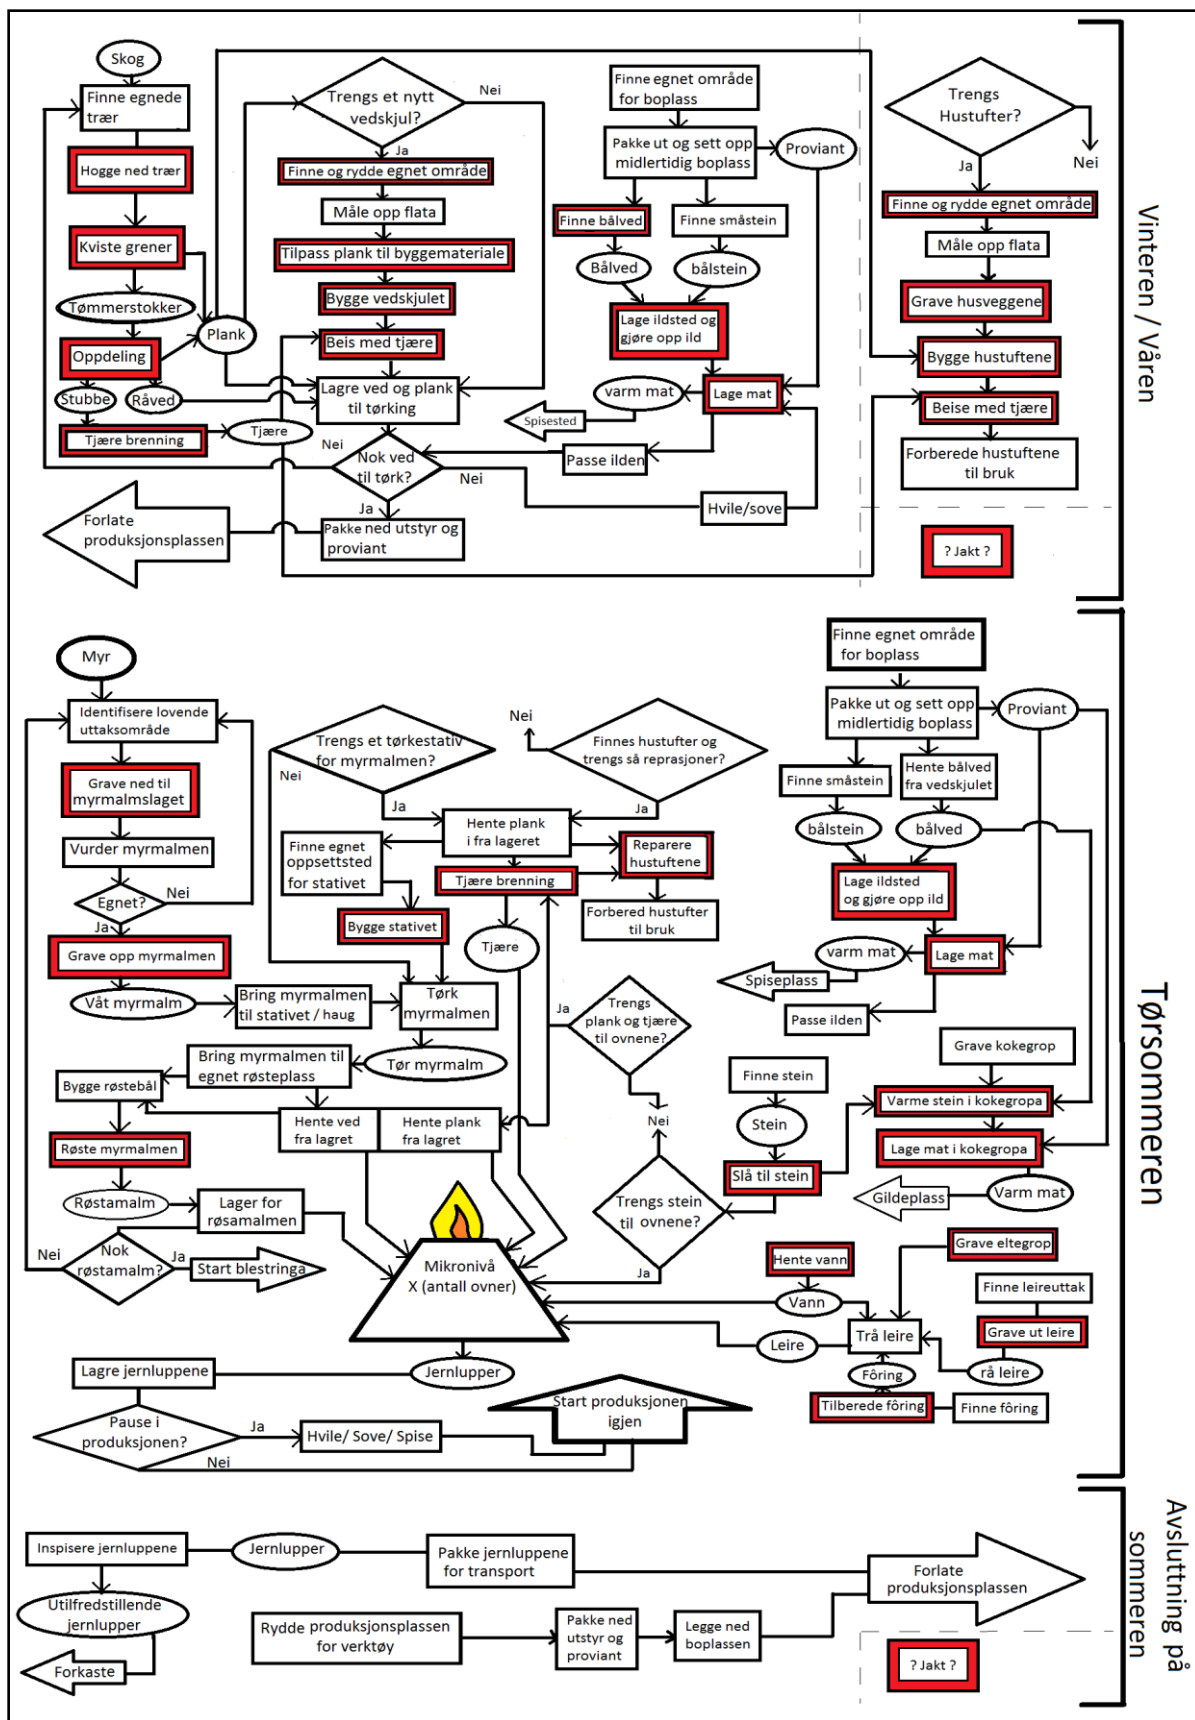 Skog
Finne egnede
trær
Hogge ned trær
Kviste grener
Tømmerstokker
Oppdeling
Plank
Stubbe
Råved
Tjære brenning
Tjære
Trengs et nytt
vedskjul?
Nei
Ja
Finne og rydde egnet område
Måle opp flata
Tilpass plank til byggemateriale
Bygge vedskjulet
Beis med tjære
Lagre ved og plank
til tørking
Nei
Nok ved
til tørk?
Nei
Ja
Pakke ned utstyr og
proviant
Forlate
produksjonsplassen
Finne egnet område
for boplass
Pakke ut og sett opp
midlertidig boplass
Proviant
Finne bålved
Finne småstein
Bålved
bålstein
Lage ildsted og
gjøre opp ild
varm mat
Lage mat
Spisested
Passe ilden
Hvile/sove
Trengs
Hustufter?
Nei
Ja
Finne og rydde egnet område
Måle opp flata
Grave husveggene
Bygge hustuftene
Beise med tjære
Forberede hustuftene
til bruk
? Jakt ?
Vinteren / Våren
Myr
Identifisere lovende
uttaksområde
Grave ned til
myrmalmslaget
Vurder myrmalmen
Egnet?
Nei
Ja
Grave opp myrmalmen
Våt myrmalm
Bring myrmalmen
til stativet / haug
Trengs et tørkestativ
for myrmalmen?
Nei
Ja
Nei
Finnes hustufter og
trengs så reprasjoner?
Ja
Hente plank
i fra lageret
Finne egnet
oppsettsted
for stativet
Reparere
hustuftene
Tjære brenning
Bygge stativet
Forbered hustufter
til bruk
Tjære
Tørk
myrmalmen
Tør myrmalm
Bring myrmalmen til
egnet røsteplass
Bygge røstebål
Hente ved
fra lagret
Hente plank
fra lagret
Røste myrmalmen
Røstamalm
Lager for
røsamalmen
Nei
Nok
røstamalm?
Ja
Start blestringa
Ja
Trengs
plank og tjære
til ovnene?
Nei
Trengs stein
til ovnene?
Ja
Finne egnet område
for boplass
Pakke ut og sett opp
midlertidig boplass
Proviant
Finne småstein
Hente bålved
fra vedskjulet
bålstein
bålved
Lage ildsted
og gjøre opp ild
varm mat
Lage mat
Spiseplass
Passe ilden
Grave kokegrop
Finne stein
Varme stein i kokegropa
Stein
Lage mat i kokegropa
Slå til stein
Varm mat
Gildeplass
Mikronivå
X (antall ovner)
Hente vann
Vann
Grave eltegrop
Finne leireuttak
Grave ut leire
Trå leire
Leire
rå leire
Fôring
Tilberede fôring
Finne fôring
Jernlupper
Lagre jernluppene
Pause i
produksjonen?
Ja
Nei
Hvile/ Sove/ Spise
Start produksjonen
igjen
Tørsommeren
Inspisere jernluppene
Jernlupper
Pakke jernluppene
for transport
Forlate
produksjonsplassen
Utilfredstillende
jernlupper
Forkaste
Rydde produksjonsplassen
for verktøy
Pakke ned
utstyr og
proviant
Legge ned
boplassen
? Jakt ?
Avsluttning på
sommeren